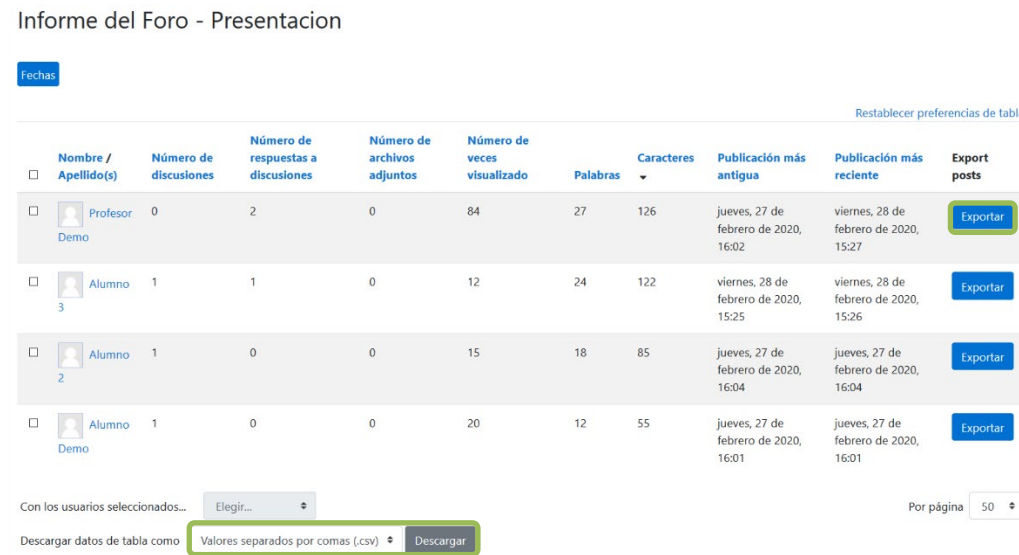 Informe del Foro - Presentacion
Fechas
Restablecer preferencias de tabl
Nombre / Apellido(s) Número de discusiones Número de respuestas a discusiones Número de archivos adjuntos Número de veces visualizado Palabras Caracteres Publicación más antigua Publicación más reciente Export posts
Profesor Demo 0 2 0 84 27 126 jueves, 27 de febrero de 2020, 16:02 viernes, 28 de febrero de 2020, 15:27 Exportar
Alumno 3 1 1 0 12 24 122 viernes, 28 de febrero de 2020, 15:25 viernes, 28 de febrero de 2020, 15:26 Exportar
Alumno 2 1 0 0 15 18 85 jueves, 27 de febrero de 2020, 16:04 jueves, 27 de febrero de 2020, 16:04 Exportar
Alumno Demo 1 0 0 20 12 55 jueves, 27 de febrero de 2020, 16:01 jueves, 27 de febrero de 2020, 16:01 Exportar
Con los usuarios seleccionados... Elegir... Por página 50
Descargar datos de tabla como Valores separados por comas (.csv) Descargar